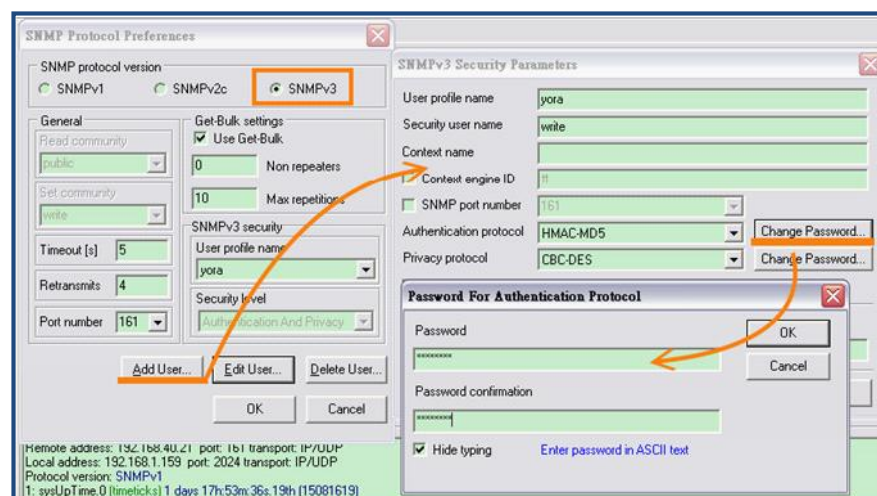 SNMP Protocol Preferences
SNMP protocol version
SNMPv1 SNMPv2c SNMPv3
General
Read community
public
Set community
write
Timeout [s] 5
Retransmits 4
Port number 161
Get-Bulk settings
Use Get-Bulk
0 Non repeaters
10 Max repetitions
SNMPv3 security
User profile name
yora
Security level
Authentication And Privacy
Add User... Edit User... Delete User...
OK Cancel
SNMPv3 Security Parameters
User profile name yora
Security user name write
Context name
Context engine ID
SNMP port number 161
Authentication protocol HMAC-MD5 Change Password...
Privacy protocol CBC-DES Change Password...
Password For Authentication Protocol
Password
********
Password confirmation
********
Hide typing Enter password in ASCII text
OK
Cancel
Remote address: 192.168.40.21 port: 161 transport: IP/UDP
Local address: 192.168.1.159 port: 2024 transport: IP/UDP
Protocol version: SNMPv1
1: sysUpTime.0 (timeticks) 1 days 17h:53m:36s.19th (15081619)